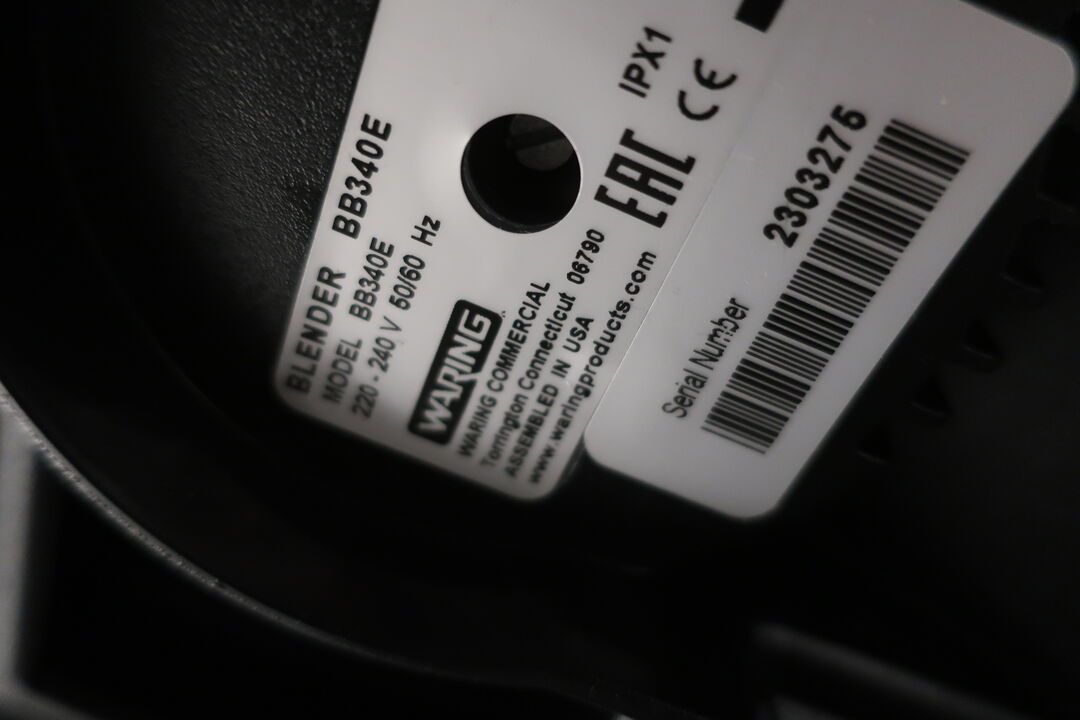 BLENDER BB340E
MODEL BB340E
220 - 240 V 50/60 Hz
WARING
WARING COMMERCIAL
Torrington Connecticut 06790
ASSEMBLED IN USA
www.waringproducts.com
EAC
IPX1
CE
Serial Number
2303275